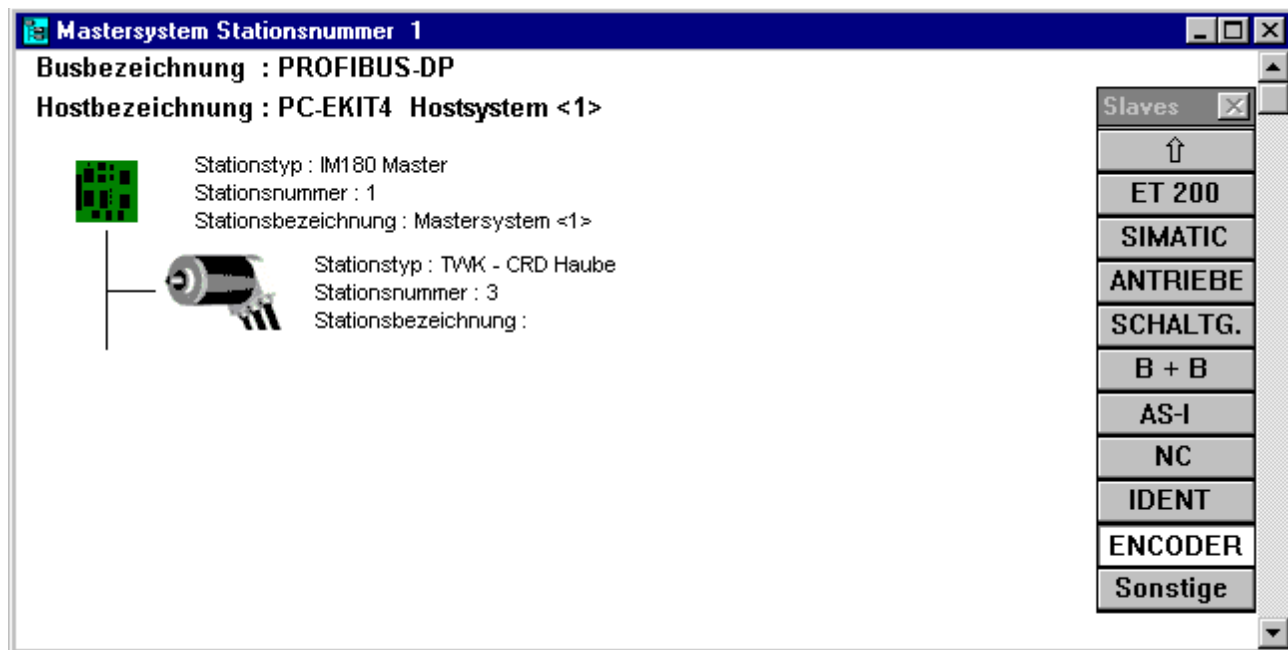 Mastersystem Stationsnummer 1
Busbezeichnung : PROFIBUS-DP
Hostbezeichnung : PC-EKIT4 Hostsystem <1>
Stationstyp : IM180 Master
Stationsnummer : 1
Stationsbezeichnung : Mastersystem <1>
Stationstyp : TWK - CRD Haube
Stationsnummer : 3
Stationsbezeichnung :
Slaves
ET 200
SIMATIC
ANTRIEBE
SCHALTG.
B + B
AS-I
NC
IDENT
ENCODER
Sonstige